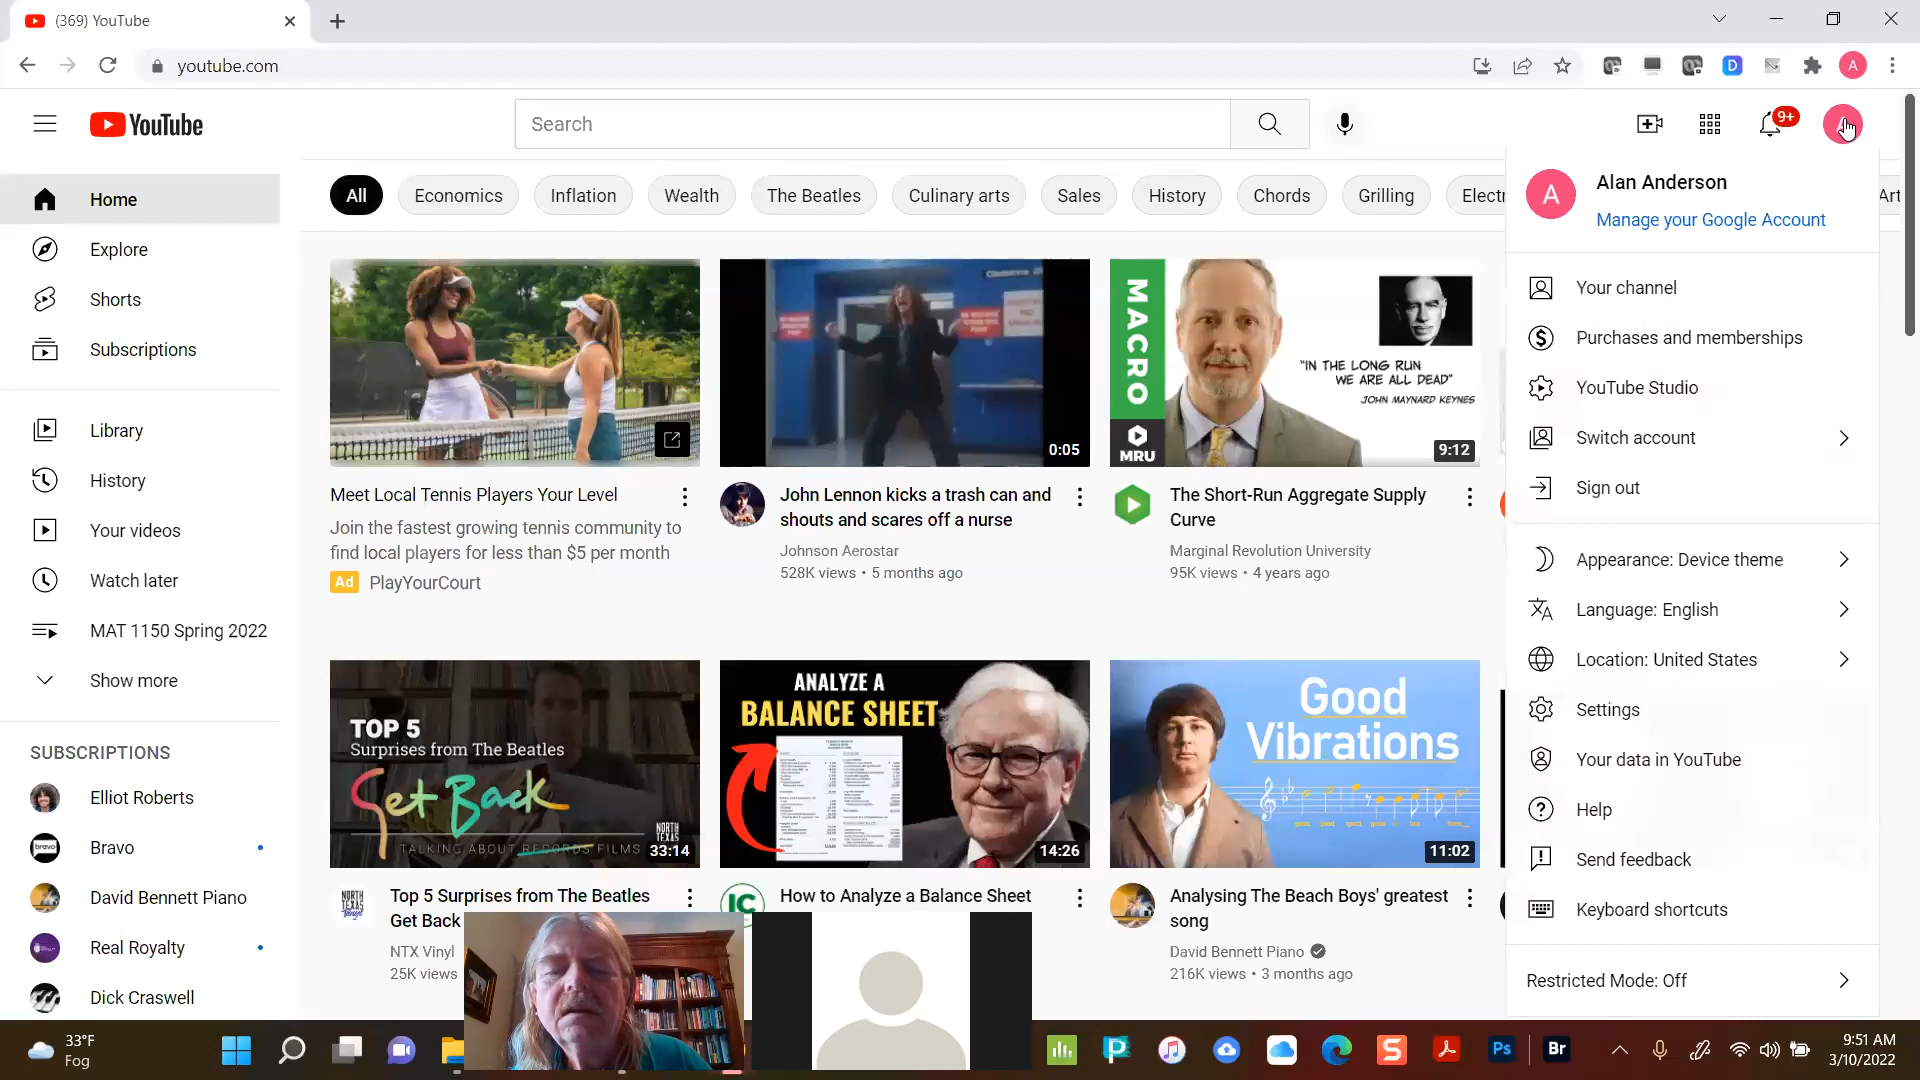 (369) YouTube
youtube.com
A
YouTube
Search
9+
Home
Explore
Shorts
Subscriptions
Library
History
Your videos
Watch later
MAT 1150 Spring 2022
Show more
SUBSCRIPTIONS
Elliot Roberts
Bravo
David Bennett Piano
Real Royalty
Dick Craswell
All
Economics
Inflation
Wealth
The Beatles
Culinary arts
Sales
History
Chords
Grilling
Electr
Art
Meet Local Tennis Players Your Level
Join the fastest growing tennis community to
find local players for less than $5 per month
Ad PlayYourCourt
0:05
John Lennon kicks a trash can and
shouts and scares off a nurse
Johnson Aerostar
528K views • 5 months ago
MACRO
MRU
"IN THE LONG RUN
WE ARE ALL DEAD"
JOHN MAYNARD KEYNES
9:12
The Short-Run Aggregate Supply
Curve
Marginal Revolution University
95K views • 4 years ago
TOP 5
Surprises from The Beatles
Get Back
TALKING ABOUT RECORDS FILMS
NORTH
TEXAS
33:14
Top 5 Surprises from The Beatles
Get Back
NTX Vinyl
25K views
ANALYZE A
BALANCE SHEET
14:26
IC
How to Analyze a Balance Sheet
Good
Vibrations
11:02
Analysing The Beach Boys' greatest
song
David Bennett Piano
216K views • 3 months ago
A
Alan Anderson
Manage your Google Account
Your channel
Purchases and memberships
YouTube Studio
Switch account
Sign out
Appearance: Device theme
Language: English
Location: United States
Settings
Your data in YouTube
Help
Send feedback
Keyboard shortcuts
Restricted Mode: Off
33°F
Fog
Ps
Br
9:51 AM
3/10/2022